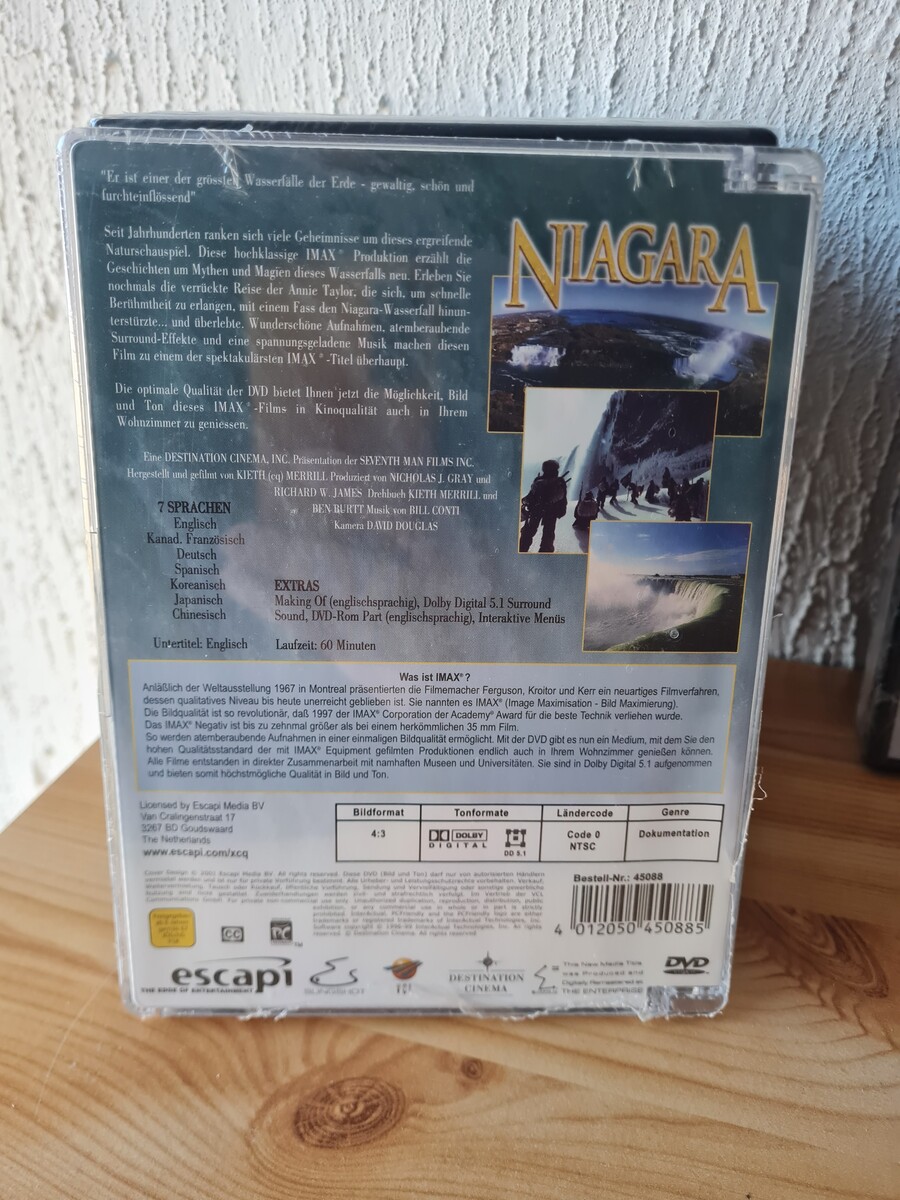 "Er ist einer der grössten Wasserfälle der Erde - gewaltig, schön und
furchteinflössend"
Seit Jahrhunderten ranken sich viele Geheimnisse um dieses ergreifende
Naturschauspiel. Diese hochklassige IMAX® Produktion erzählt die
Geschichten um Mythen und Magien dieses Wasserfalls neu. Erleben Sie
nochmals die verrückte Reise der Annie Taylor, die sich, um schnelle
Berühmtheit zu erlangen, mit einem Fass den Niagara-Wasserfall hinun-
terstürzte... und überlebte. Wunderschöne Aufnahmen, atemberaubende
Surround-Effekte und eine spannungsgeladene Musik machen diesen
Film zu einem der spektakulärsten IMAX®-Titel überhaupt.
NIAGARA
Die optimale Qualität der DVD bietet Ihnen jetzt die Möglichkeit, Bild
und Ton dieses IMAX®-Films in Kinoqualität auch in Ihrem
Wohnzimmer zu geniessen.
Eine DESTINATION CINEMA, INC. Präsentation der SEVENTH MAN FILMS INC.
Hergestellt und gefilmt von KIETH (cq) MERRILL Produziert von NICHOLAS J. GRAY und
RICHARD W. JAMES Drehbuch KIETH MERRILL und
BEN BURTT Musik von BILL CONTI
Kamera DAVID DOUGLAS
7 SPRACHEN
Englisch
Kanad. Französisch
Deutsch
Spanisch
Koreanisch
Japanisch
Chinesisch
Untertitel: Englisch
EXTRAS
Making Of (englischsprachig), Dolby Digital 5.1 Surround
Sound, DVD-Rom Part (englischsprachig), Interaktive Menüs
Laufzeit: 60 Minuten
Was ist IMAX®?
Anläßlich der Weltausstellung 1967 in Montreal präsentierten die Filmemacher Ferguson, Kroitor und Kerr ein neuartiges Filmverfahren,
dessen qualitatives Niveau bis heute unerreicht geblieben ist. Sie nannten es IMAX® (Image Maximisation - Bild Maximierung).
Die Bildqualität ist so revolutionär, daß 1997 der IMAX® Corporation der Academy® Award für die beste Technik verliehen wurde.
Das IMAX® Negativ ist bis zu zehnmal größer als bei einem herkömmlichen 35 mm Film.
So werden atemberaubende Aufnahmen in einer einmaligen Bildqualität ermöglicht. Mit der DVD gibt es nun ein Medium, mit dem Sie den
hohen Qualitätsstandard der mit IMAX® Equipment gefilmten Produktionen endlich auch in Ihrem Wohnzimmer genießen können.
Alle Filme entstanden in direkter Zusammenarbeit mit namhaften Museen und Universitäten. Sie sind in Dolby Digital 5.1 aufgenommen
und bieten somit höchstmögliche Qualität in Bild und Ton.
Licensed by Escapi Media BV
Van Cralingenstraat 17
3267 BD Goudswaard
The Netherlands
www.escapi.com/xcq
Bildformat Tonformate Ländercode Genre
4:3 DOLBY DIGITAL DD 5.1 Code 0 NTSC Dokumentation
Bestell-Nr.: 45088
4 012050 450885
CC
escapi
THE EDGE OF ENTERTAINMENT
SLINGSHOT
DESTINATION
CINEMA
This New Media Title
was Produced and
Digitally Remastered at
THE ENTERPRISE
DVD